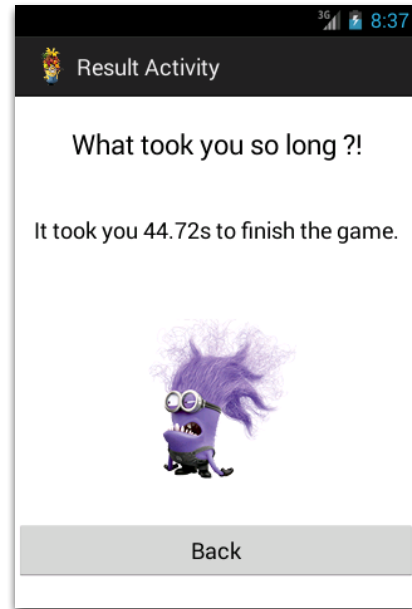 3G 8:37
Result Activity
What took you so long ?!
It took you 44.72s to finish the game.
Back